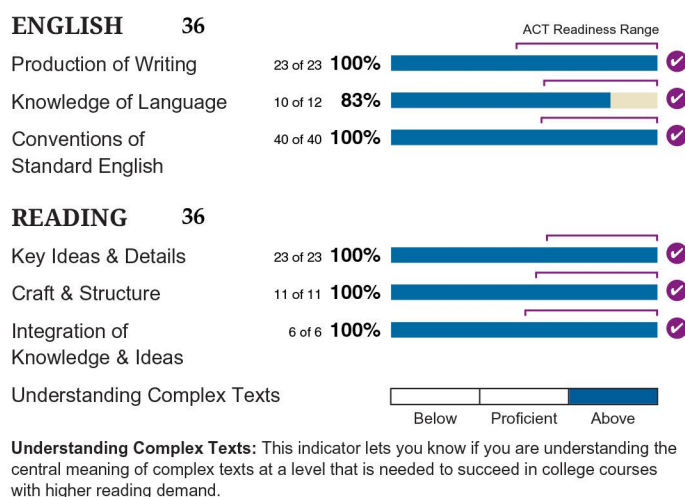 ENGLISH 36
ACT Readiness Range
Production of Writing 23 of 23 100%
Knowledge of Language 10 of 12 83%
Conventions of 40 of 40 100%
Standard English
READING 36
Key Ideas & Details 23 of 23 100%
Craft & Structure 11 of 11 100%
Integration of 6 of 6 100%
Knowledge & Ideas
Understanding Complex Texts
Below Proficient Above
Understanding Complex Texts: This indicator lets you know if you are understanding the
central meaning of complex texts at a level that is needed to succeed in college courses
with higher reading demand.